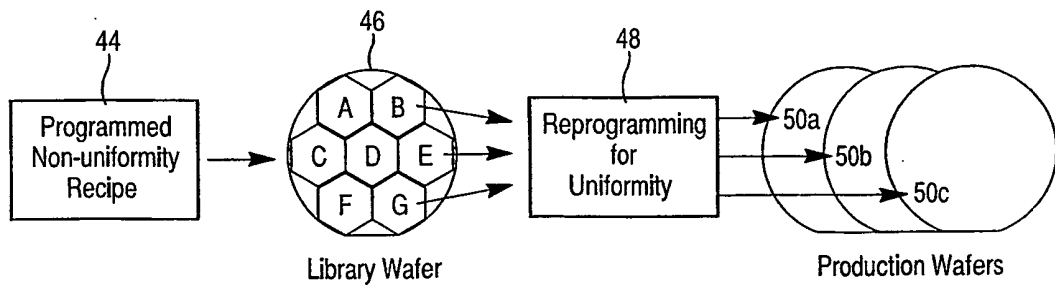 44
46
48
Programmed
Non-uniformity
Recipe
A B
C D E
F G
Library Wafer
Reprogramming
for
Uniformity
50a
50b
50c
Production Wafers